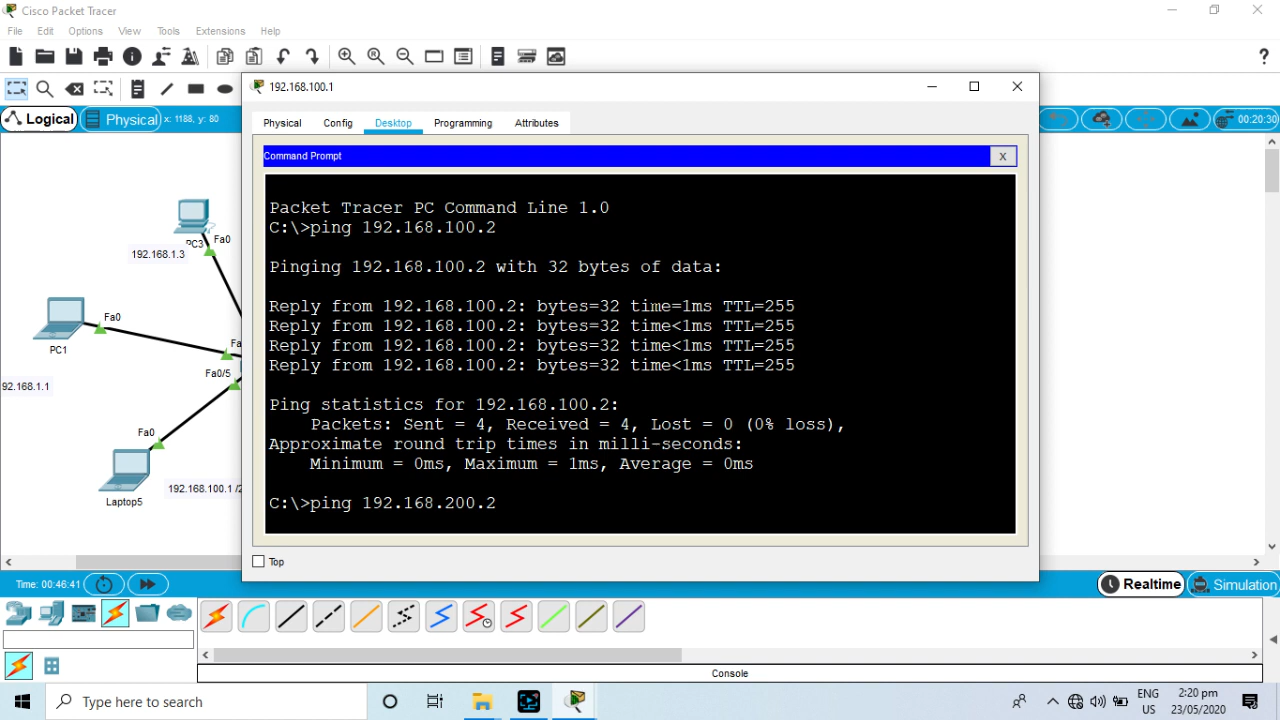 Cisco Packet Tracer
File Edit Options View Tools Extensions Help
?
192.168.100.1
Logical Physical x: 1188, y: 80 00:20:30
Physical Config Desktop Programming Attributes
Command Prompt X
Packet Tracer PC Command Line 1.0
C:\>ping 192.168.100.2
Pinging 192.168.100.2 with 32 bytes of data:
Reply from 192.168.100.2: bytes=32 time=1ms TTL=255
Reply from 192.168.100.2: bytes=32 time<1ms TTL=255
Reply from 192.168.100.2: bytes=32 time<1ms TTL=255
Reply from 192.168.100.2: bytes=32 time<1ms TTL=255
Ping statistics for 192.168.100.2:
Packets: Sent = 4, Received = 4, Lost = 0 (0% loss),
Approximate round trip times in milli-seconds:
Minimum = 0ms, Maximum = 1ms, Average = 0ms
C:\>ping 192.168.200.2
Top
Fa0
PC3
192.168.1.3
Fa0
PC1
Fa
Fa0/5
92.168.1.1
Fa0
192.168.100.1 /2
Laptop5
Time: 00:46:41 Realtime Simulation
Console
Type here to search
ENG
US
2:20 pm
23/05/2020